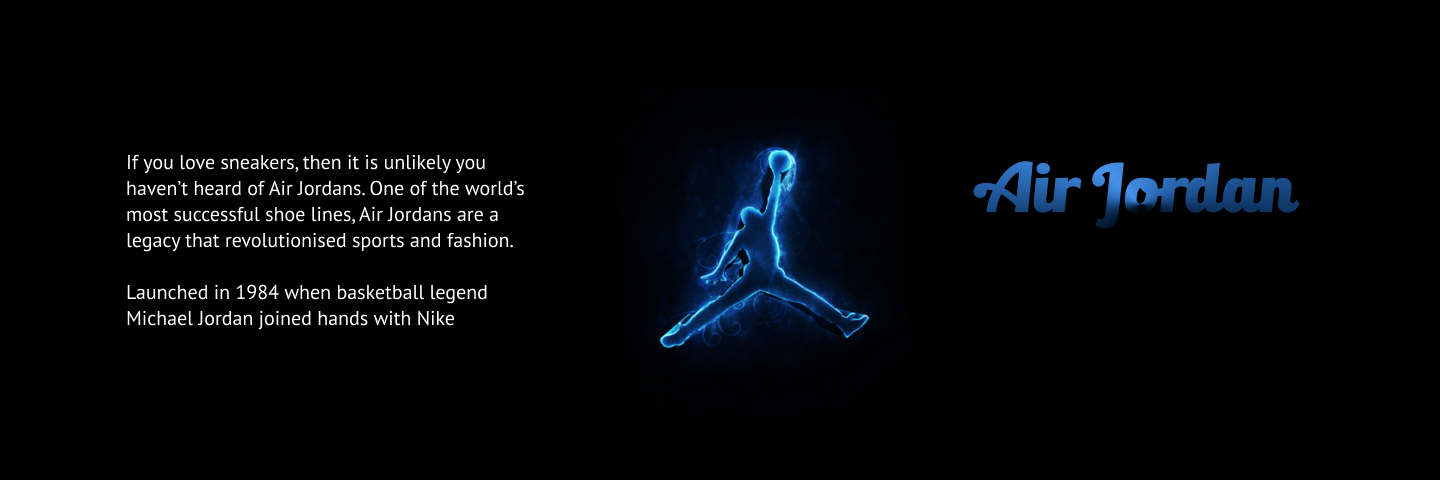 If you love sneakers, then it is unlikely you
haven’t heard of Air Jordans. One of the world’s
most successful shoe lines, Air Jordans are a
legacy that revolutionised sports and fashion.
Launched in 1984 when basketball legend
Michael Jordan joined hands with Nike
Air Jordan